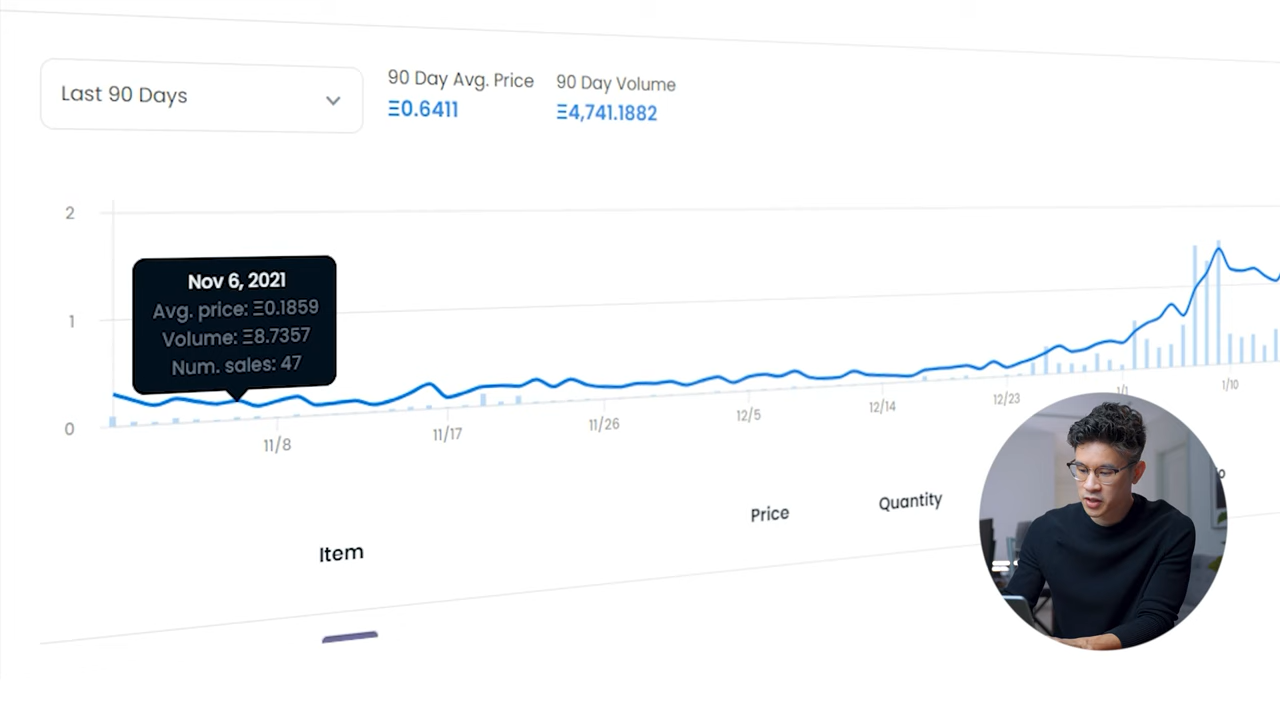 Last 90 Days
90 Day Avg. Price
90 Day Volume
Ξ0.6411
Ξ4,741.1882
2
1
0
Nov 6, 2021
Avg. price: Ξ0.1859
Volume: Ξ8.7357
Num. sales: 47
11/8
11/17
11/26
12/5
12/14
12/23
1/1
1/10
Item
Price
Quantity